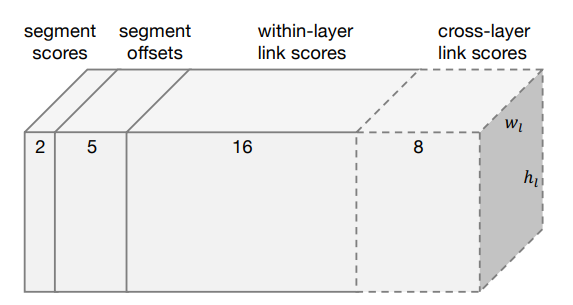 segment segment within-layer cross-layer
scores offsets link scores link scores
2 5 16 8
w_l
h_l